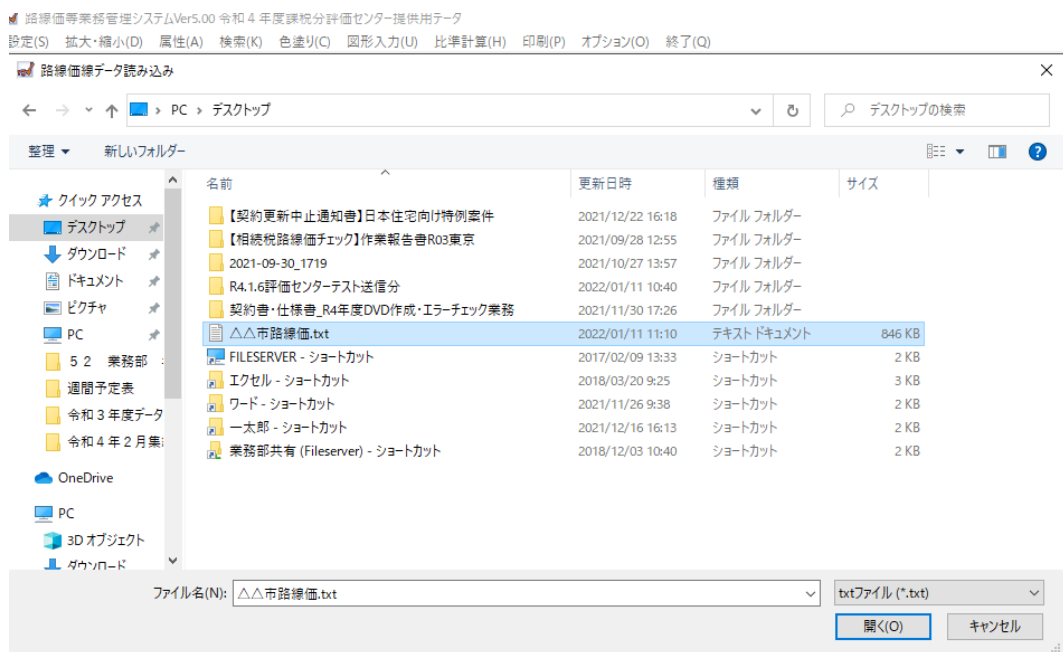 路線価等業務管理システムVer5.00 令和４年度課税分評価センター提供用データ
設定(S) 拡大・縮小(D) 属性(A) 検索(K) 色塗り(C) 図形入力(U) 比準計算(H) 印刷(P) オプション(O) 終了(Q)
路線価線データ読み込み
PC › デスクトップ
デスクトップの検索
整理 新しいフォルダー
名前 更新日時 種類 サイズ
クイック アクセス
デスクトップ
ダウンロード
ドキュメント
ピクチャ
PC
５２ 業務部
週間予定表
令和３年度データ
令和４年２月集
OneDrive
PC
3D オブジェクト
ダウンロード
【契約更新中止通知書】日本住宅向け特例案件 2021/12/22 16:18 ファイル フォルダー
【相続税路線価チェック】作業報告書R03東京 2021/09/28 12:55 ファイル フォルダー
2021-09-30_1719 2021/10/27 13:57 ファイル フォルダー
R4.1.6評価センターテスト送信分 2022/01/11 10:40 ファイル フォルダー
契約書・仕様書_R4年度DVD作成・エラーチェック業務 2021/11/30 17:26 ファイル フォルダー
△△市路線価.txt 2022/01/11 11:10 テキスト ドキュメント 846 KB
FILESERVER - ショートカット 2017/02/09 13:33 ショートカット 2 KB
エクセル - ショートカット 2018/03/20 9:25 ショートカット 3 KB
ワード - ショートカット 2021/11/26 9:38 ショートカット 2 KB
一太郎 - ショートカット 2021/12/16 16:13 ショートカット 2 KB
業務部共有 (Fileserver) - ショートカット 2018/12/03 10:40 ショートカット 2 KB
ファイル名(N): △△市路線価.txt txtファイル (*.txt)
開く(O) キャンセル